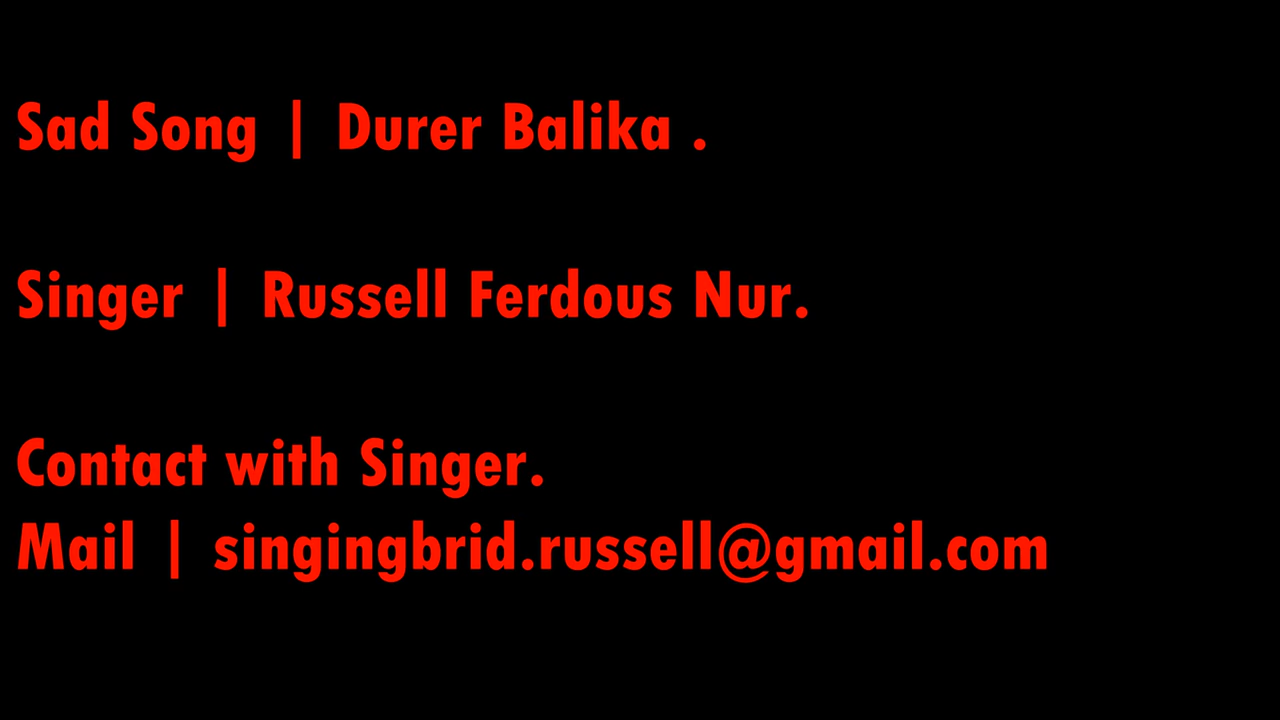 Sad Song | Durer Balika .
Singer | Russell Ferdous Nur.
Contact with Singer.
Mail | singingbrid.russell@gmail.com